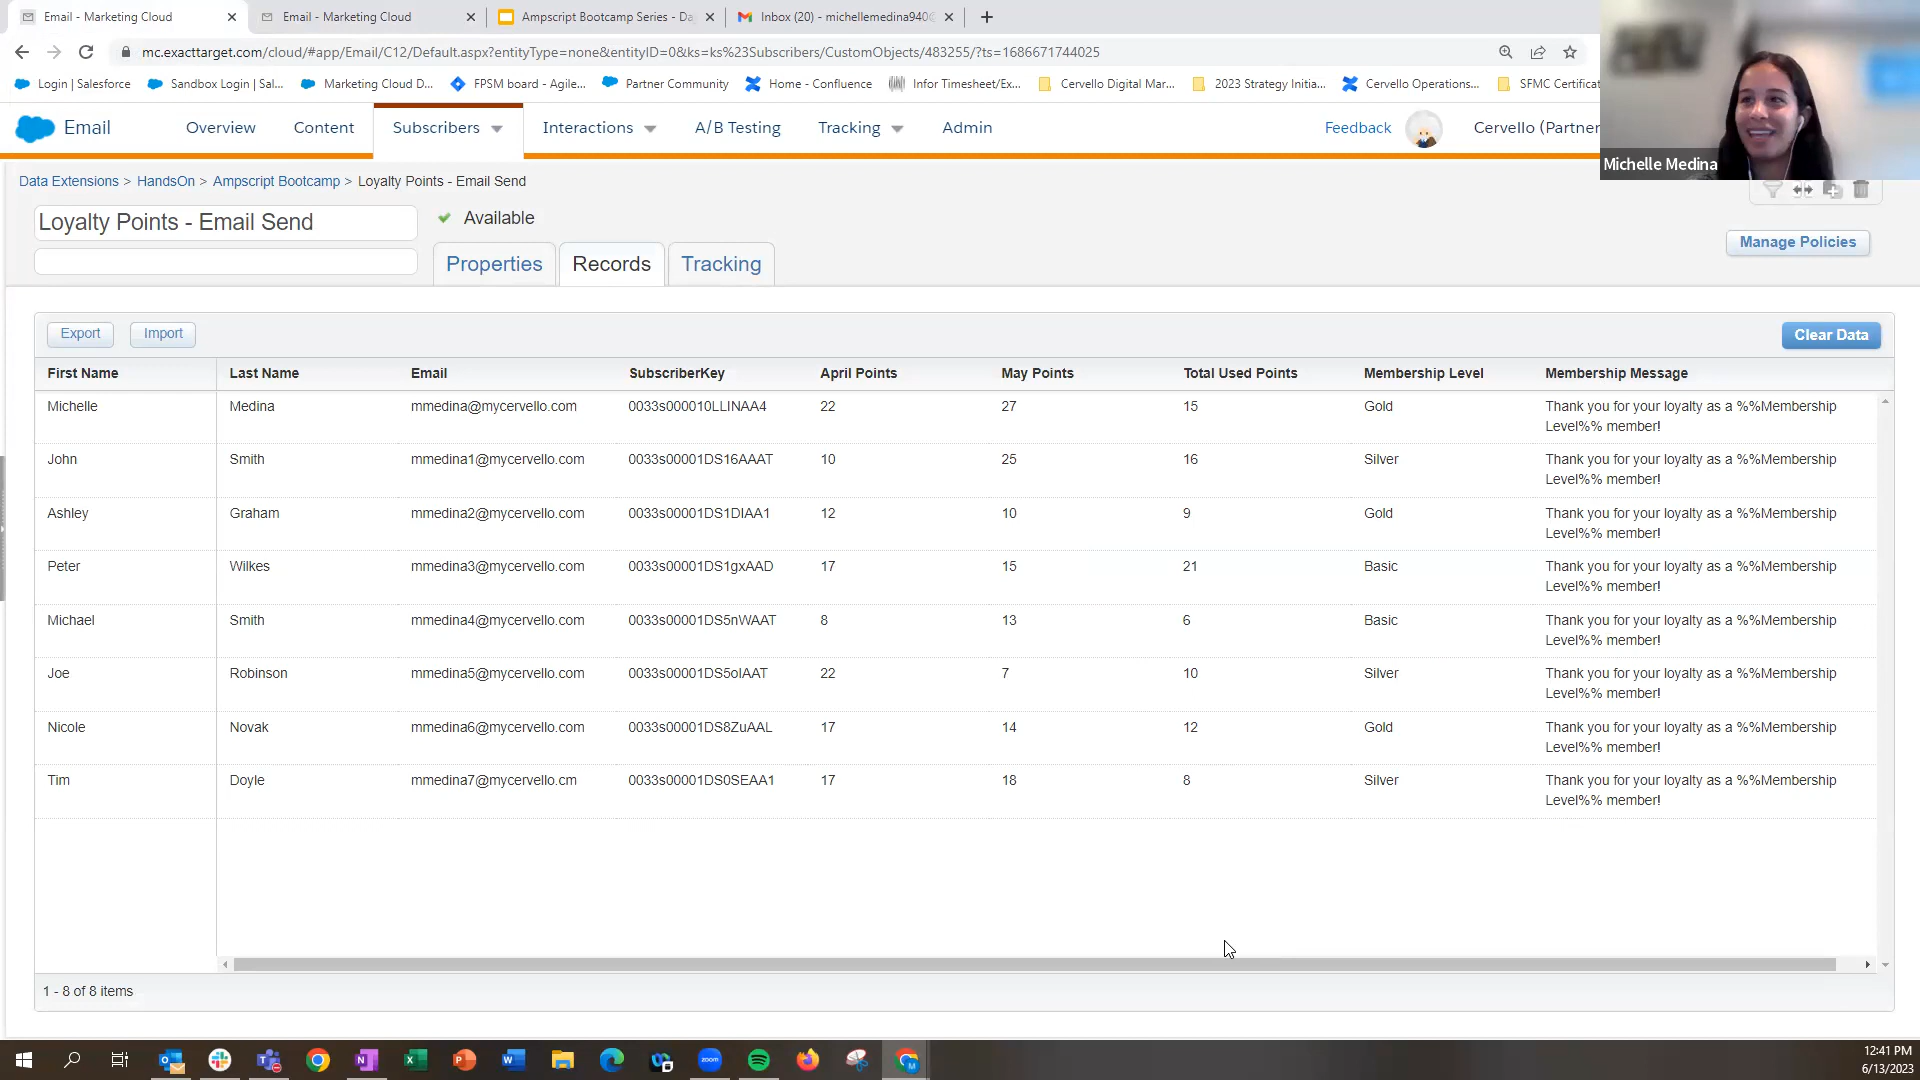 Email - Marketing Cloud
Email - Marketing Cloud
Ampscript Bootcamp Series - Da
Inbox (20) - michellemedina940@
mc.exacttarget.com/cloud/#app/Email/C12/Default.aspx?entityType=none&entityID=0&ks=ks%23Subscribers/CustomObjects/483255/?ts=1686671744025
Login | Salesforce
Sandbox Login | Sal...
Marketing Cloud D...
FPSM board - Agile...
Partner Community
Home - Confluence
Infor Timesheet/Ex...
Cervello Digital Mar...
2023 Strategy Initia...
Cervello Operations...
SFMC Certificat
Email
Overview
Content
Subscribers
Interactions
A/B Testing
Tracking
Admin
Feedback
Cervello (Partner
Michelle Medina
Data Extensions > HandsOn > Ampscript Bootcamp > Loyalty Points - Email Send
Loyalty Points - Email Send
Available
Manage Policies
Properties
Records
Tracking
Export
Import
Clear Data
First Name Last Name Email SubscriberKey April Points May Points Total Used Points Membership Level Membership Message
Michelle Medina mmedina@mycervello.com 0033s000010LLINAA4 22 27 15 Gold Thank you for your loyalty as a %%Membership
Level%% member!
John Smith mmedina1@mycervello.com 0033s00001DS16AAAT 10 25 16 Silver Thank you for your loyalty as a %%Membership
Level%% member!
Ashley Graham mmedina2@mycervello.com 0033s00001DS1DIAA1 12 10 9 Gold Thank you for your loyalty as a %%Membership
Level%% member!
Peter Wilkes mmedina3@mycervello.com 0033s00001DS1gxAAD 17 15 21 Basic Thank you for your loyalty as a %%Membership
Level%% member!
Michael Smith mmedina4@mycervello.com 0033s00001DS5nWAAT 8 13 6 Basic Thank you for your loyalty as a %%Membership
Level%% member!
Joe Robinson mmedina5@mycervello.com 0033s00001DS5oIAAT 22 7 10 Silver Thank you for your loyalty as a %%Membership
Level%% member!
Nicole Novak mmedina6@mycervello.com 0033s00001DS8ZuAAL 17 14 12 Gold Thank you for your loyalty as a %%Membership
Level%% member!
Tim Doyle mmedina7@mycervello.cm 0033s00001DS0SEAA1 17 18 8 Silver Thank you for your loyalty as a %%Membership
Level%% member!
1 - 8 of 8 items
zoom
12:41 PM
6/13/2023